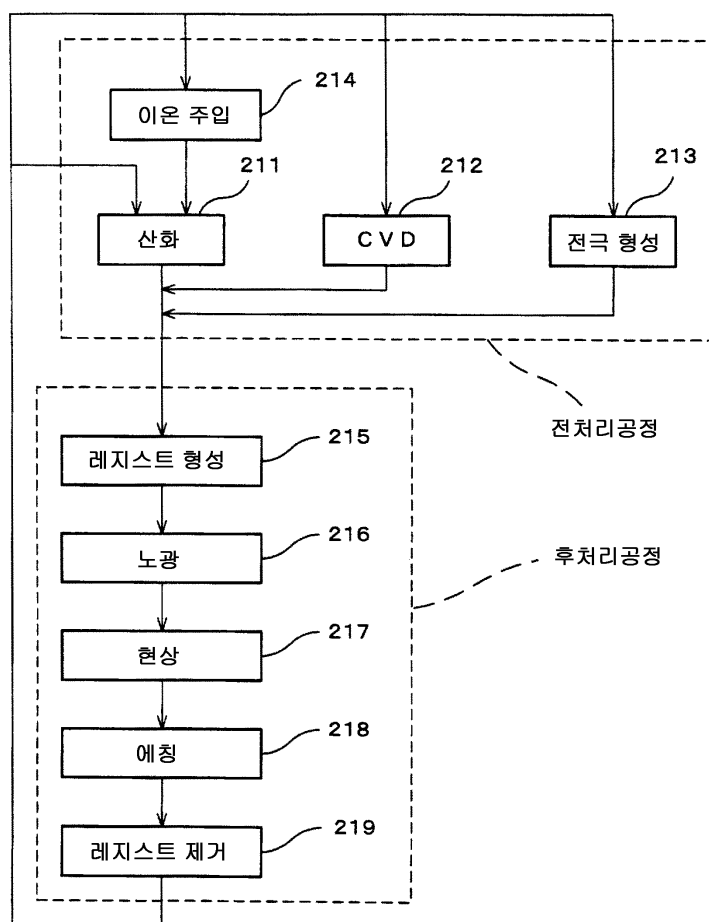 214
이온 주입
211
212
213
산화
C V D
전극 형성
전처리공정
215
레지스트 형성
216
노광
후처리공정
217
현상
218
에칭
219
레지스트 제거